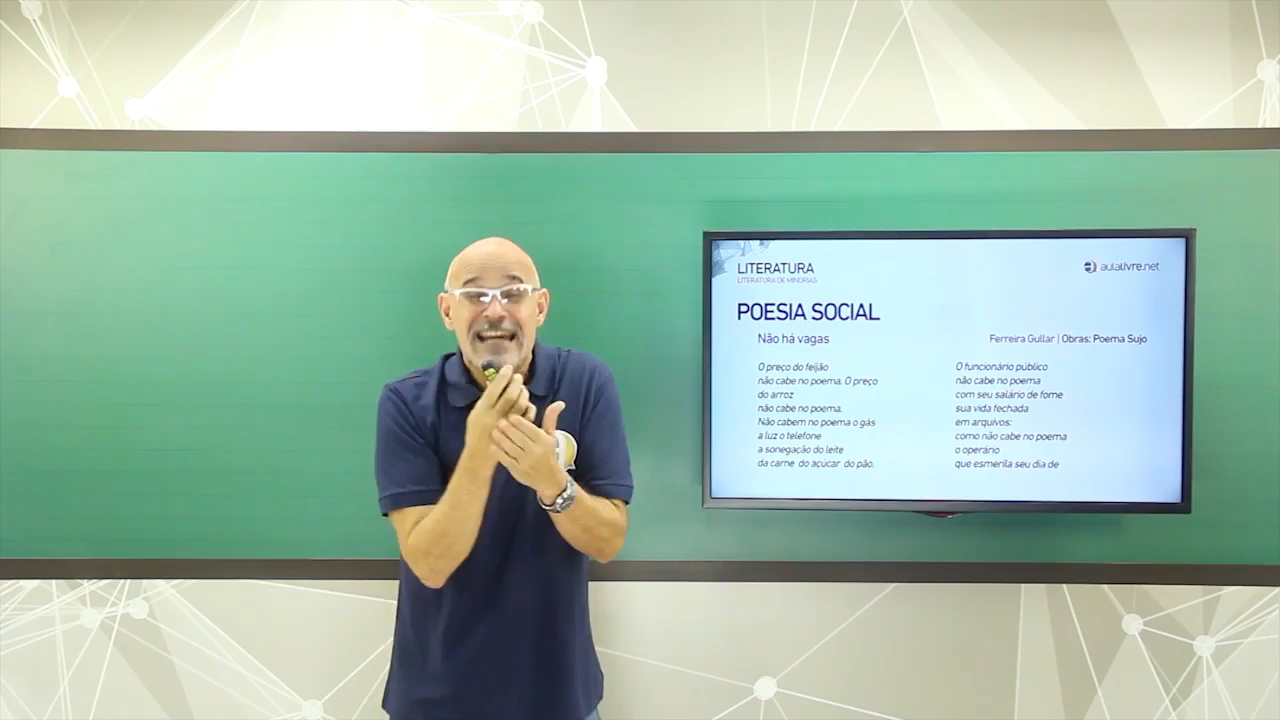 LITERATURA
LITERATURA DE MINORIAS
aulalivre.net
POESIA SOCIAL
Não há vagas
Ferreira Gullar | Obras: Poema Sujo
O preço do feijão
não cabe no poema. O preço
do arroz
não cabe no poema.
Não cabem no poema o gás
a luz o telefone
a sonegação do leite
da carne do açúcar do pão.
O funcionário público
não cabe no poema
com seu salário de fome
sua vida fechada
em arquivos:
como não cabe no poema
o operário
que esmerila seu dia de